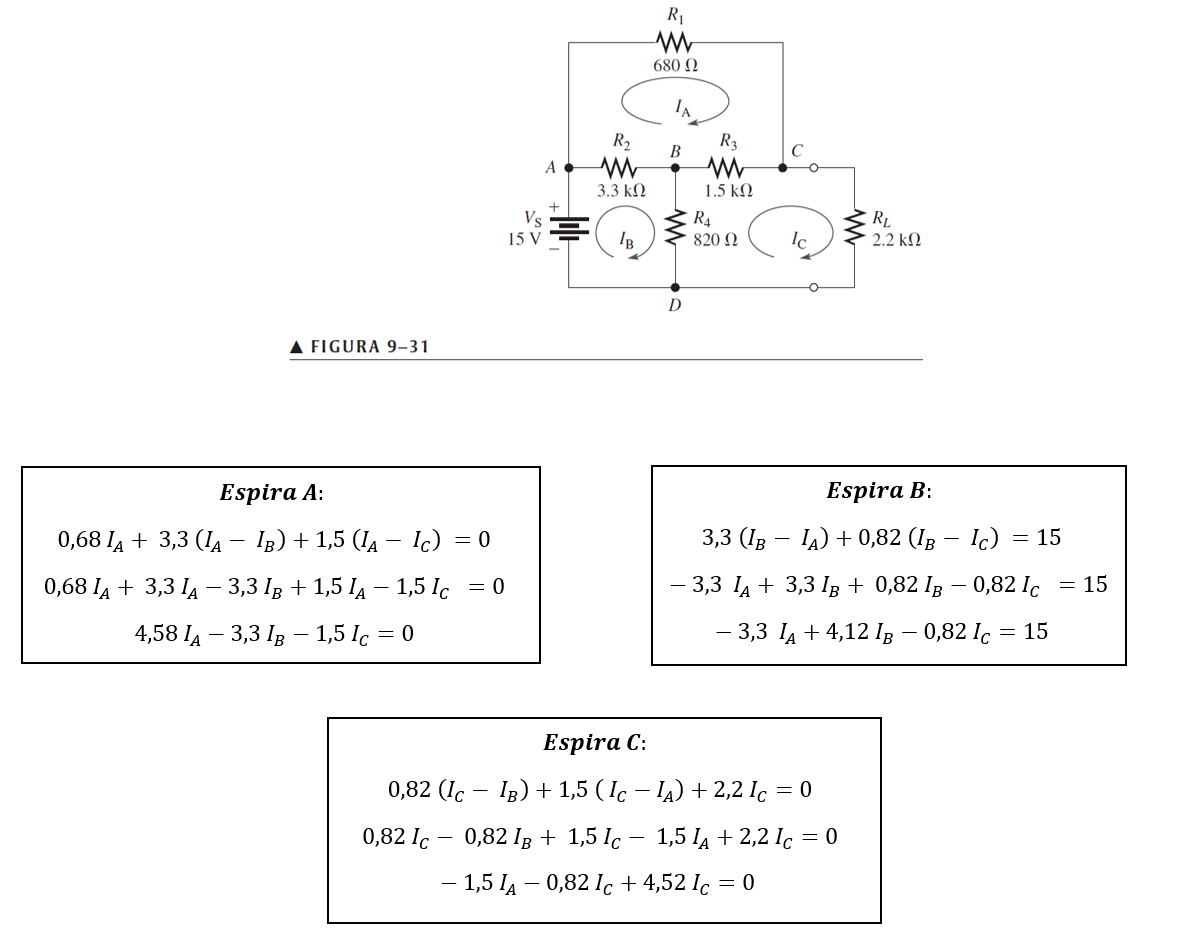 R₁
680 Ω
I_A
R₂ B R₃ C
A
3.3 kΩ 1.5 kΩ
+
V_S R₄ R_L
15 V I_B 820 Ω I_C 2.2 kΩ
−
D
▲ FIGURA 9–31
Espira A:
0,68 I_A + 3,3 (I_A − I_B) + 1,5 (I_A − I_C) = 0
0,68 I_A + 3,3 I_A − 3,3 I_B + 1,5 I_A − 1,5 I_C = 0
4,58 I_A − 3,3 I_B − 1,5 I_C = 0
Espira B:
3,3 (I_B − I_A) + 0,82 (I_B − I_C) = 15
− 3,3 I_A + 3,3 I_B + 0,82 I_B − 0,82 I_C = 15
− 3,3 I_A + 4,12 I_B − 0,82 I_C = 15
Espira C:
0,82 (I_C − I_B) + 1,5 ( I_C − I_A) + 2,2 I_C = 0
0,82 I_C − 0,82 I_B + 1,5 I_C − 1,5 I_A + 2,2 I_C = 0
− 1,5 I_A − 0,82 I_C + 4,52 I_C = 0